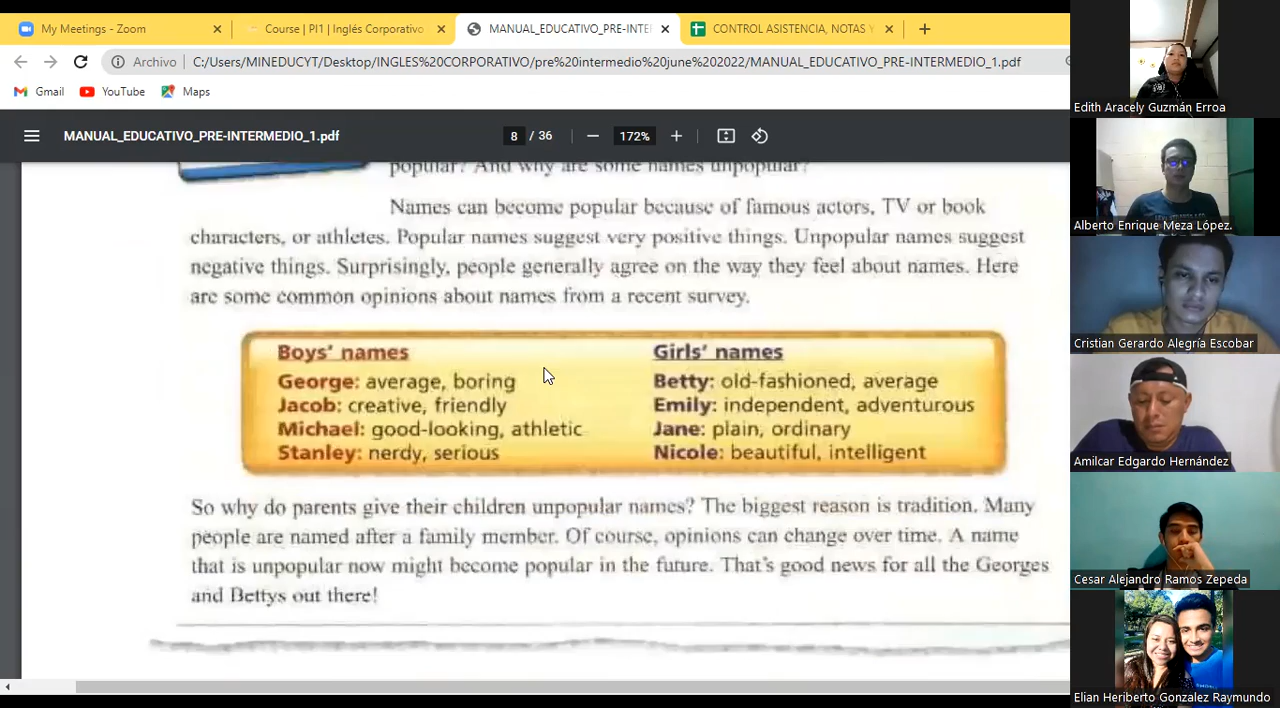 My Meetings - Zoom
Course | PI1 | Inglés Corporativo
MANUAL_EDUCATIVO_PRE-INTE
CONTROL ASISTENCIA, NOTAS Y
Archivo
C:/Users/MINEDUCYT/Desktop/INGLES%20CORPORATIVO/pre%20intermedio%20june%202022/MANUAL_EDUCATIVO_PRE-INTERMEDIO_1.pdf
Gmail YouTube Maps
MANUAL_EDUCATIVO_PRE-INTERMEDIO_1.pdf
8 / 36
172%
popular? And why are some names unpopular?
Names can become popular because of famous actors, TV or book
characters, or athletes. Popular names suggest very positive things. Unpopular names suggest
negative things. Surprisingly, people generally agree on the way they feel about names. Here
are some common opinions about names from a recent survey.
Boys' names
George: average, boring
Jacob: creative, friendly
Michael: good-looking, athletic
Stanley: nerdy, serious
Girls' names
Betty: old-fashioned, average
Emily: independent, adventurous
Jane: plain, ordinary
Nicole: beautiful, intelligent
So why do parents give their children unpopular names? The biggest reason is tradition. Many
people are named after a family member. Of course, opinions can change over time. A name
that is unpopular now might become popular in the future. That's good news for all the Georges
and Bettys out there!
Edith Aracely Guzmán Erroa
Alberto Enrique Meza López.
Cristian Gerardo Alegría Escobar
Amilcar Edgardo Hernández
Cesar Alejandro Ramos Zepeda
Elian Heriberto Gonzalez Raymundo